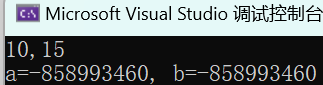 Microsoft Visual Studio 调试控制台
10,15
a=-858993460, b=-858993460